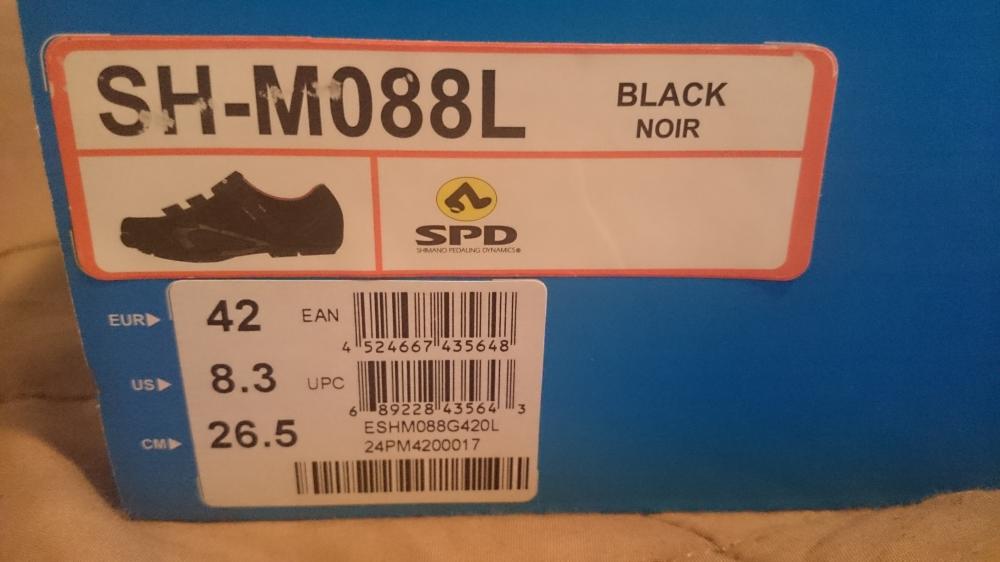 SH-M088L
BLACK
NOIR
SPD
SHIMANO PEDALING DYNAMICS®
EUR▶ 42
EAN
4 524667 435648
US▶ 8.3
UPC
6 89228 43564 3
CM▶ 26.5
ESHM088G420L
24PM4200017